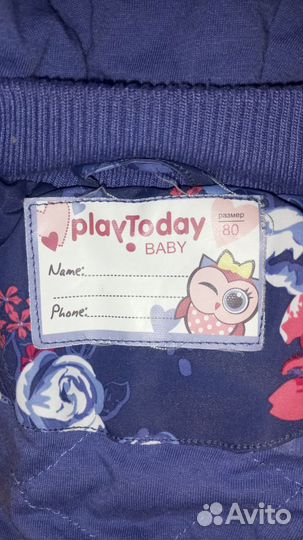 playToday
BABY
размер
80
Name:
Phone:
Avito